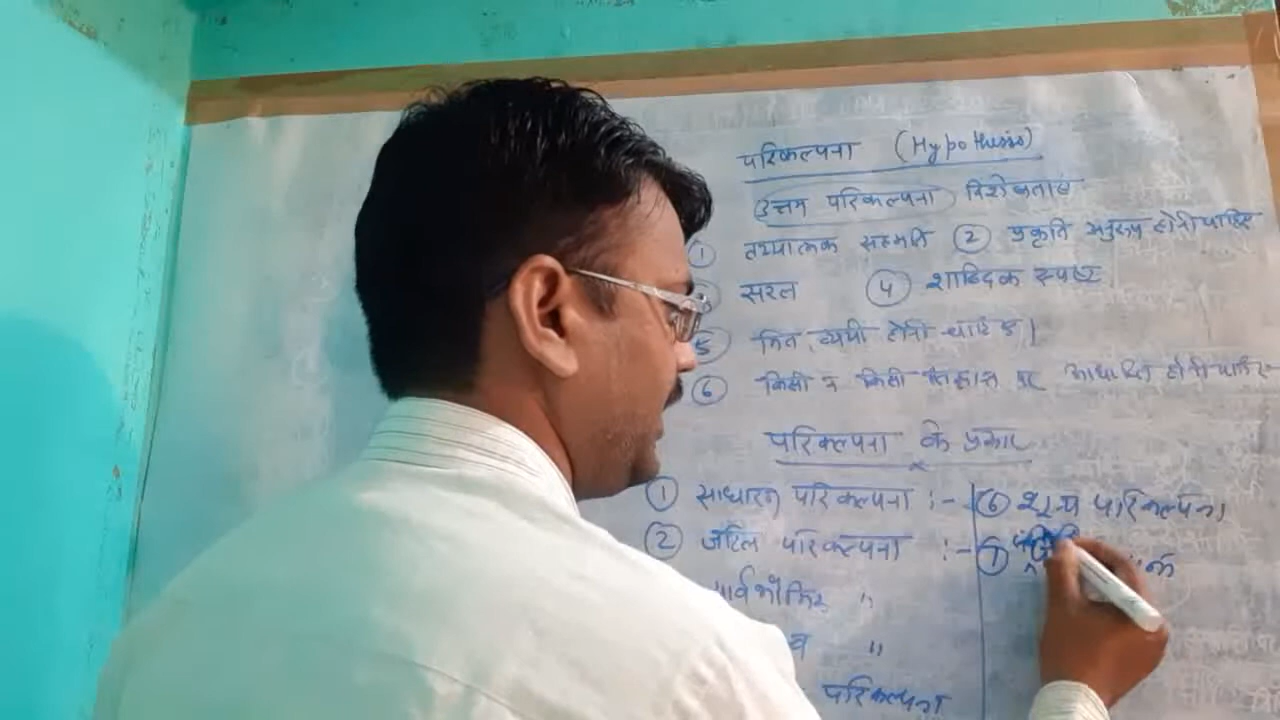 परिकल्पना (Hypothesis)
उत्तम परिकल्पना विशेषताए
① तथ्यात्मक सहमति ② प्रकृति अनुरूप होनी चाहिए
सरल ④ शाब्दिक स्पष्ट
5 मित व्ययी होनी चाहिए।
⑥ किसी न किसी पर आधारित होनी चाहिए
परिकल्पना के प्रकार
① साधारन परिकल्पना :- ⑥ शून्य परिकल्पना
② जटिल परिकल्पना :- ⑦
सार्वभौमिक "
व "
परिकल्पना